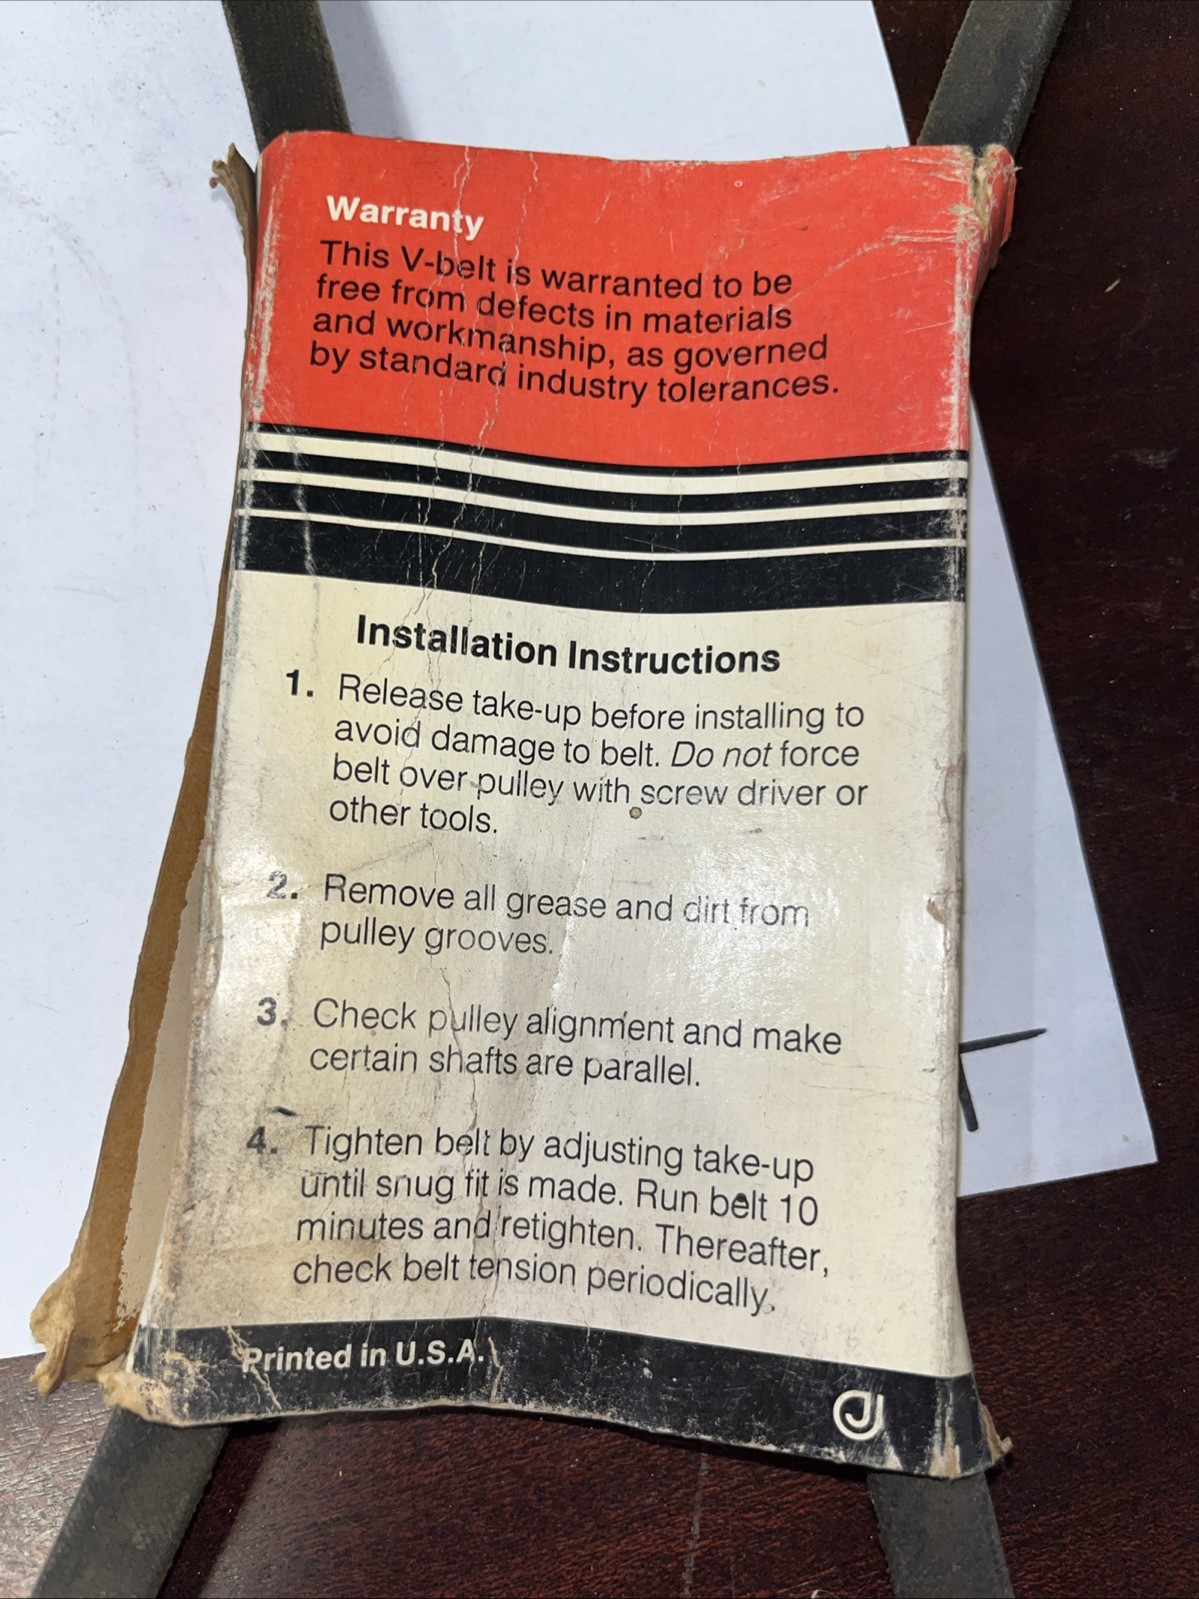 Warranty
This V-belt is warranted to be
free from defects in materials
and workmanship, as governed
by standard industry tolerances.
Installation Instructions
1. Release take-up before installing to
avoid damage to belt. Do not force
belt over pulley with screw driver or
other tools.
2. Remove all grease and dirt from
pulley grooves.
3. Check pulley alignment and make
certain shafts are parallel.
4. Tighten belt by adjusting take-up
until snug fit is made. Run belt 10
minutes and retighten. Thereafter,
check belt tension periodically.
Printed in U.S.A.